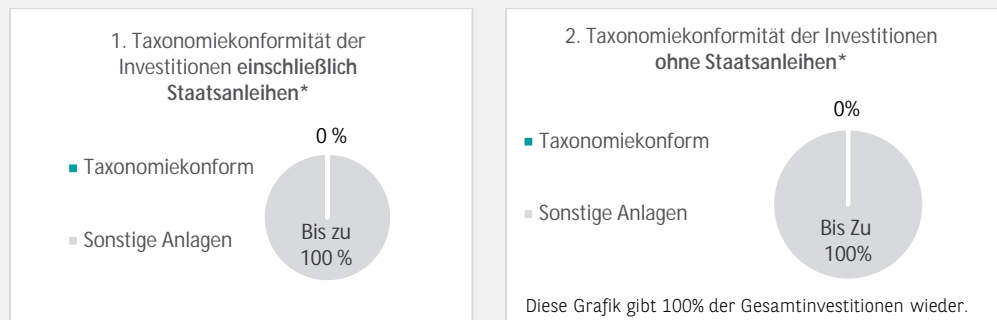 1. Taxonomiekonformität der
Investitionen einschließlich
Staatsanleihen*
0 %
Taxonomiekonform
Sonstige Anlagen
Bis zu
100 %
2. Taxonomiekonformität der Investitionen
ohne Staatsanleihen*
0%
Taxonomiekonform
Sonstige Anlagen
Bis Zu
100%
Diese Grafik gibt 100% der Gesamtinvestitionen wieder.